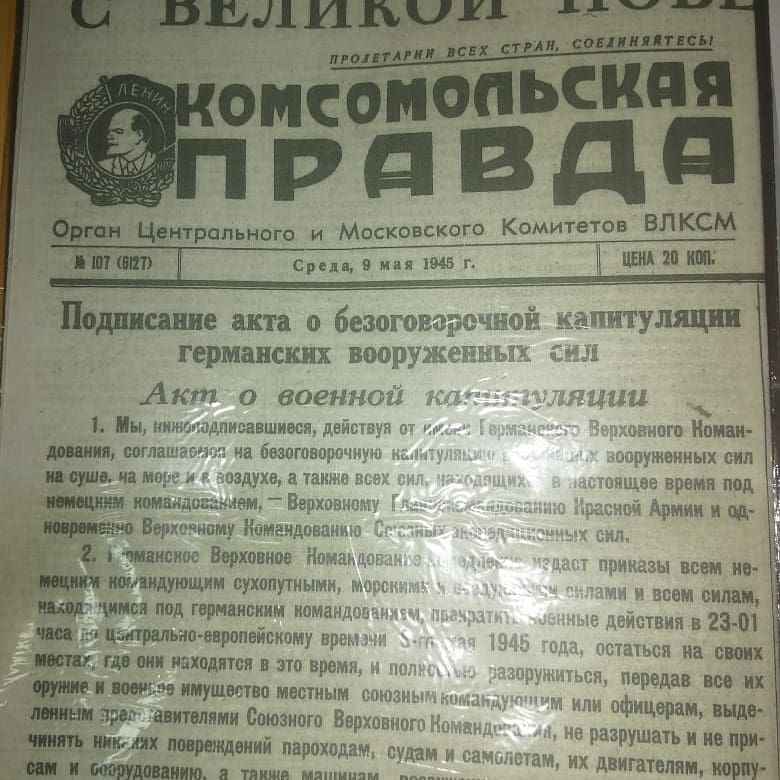 С ВЕЛИКОЙ
ПРОЛЕТАРИИ ВСЕХ СТРАН, СОЕДИНЯЙТЕСЬ!
ЛЕНИН
КОМСОМОЛЬСКАЯ
ПРАВДА
Орган Центрального и Московского Комитетов ВЛКСМ
№ 107 (6127)
Среда, 9 мая 1945 г.
ЦЕНА 20 КОП.
Подписание акта о безоговорочной капитуляции
германских вооруженных сил
Акт о военной капитуляции
1. Мы, нижеподписавшиеся, действуя от имени Германского Верховного Коман-
дования, соглашаемся на безоговорочную капитуляцию вооруженных сил
на суше, на море и в воздухе, а также всех сил, находящихся в настоящее время под
немецким командованием, — Верховному Главнокомандованию Красной Армии и од-
новременно Верховному Командованию Союзных экспедиционных сил.
2. Германское Верховное Командование издаст приказы всем не-
мецким командующим сухопутными, морскими и воздушными силами и всем силам,
находящимся под германским командованием, прекратить военные действия в 23-01
часа по центрально-европейскому времени 8-го мая 1945 года, остаться на своих
местах, где они находятся в это время, и полностью разоружиться, передав все их
оружие и военное имущество местным союзным командующим или офицерам, выде-
ленным представителями Союзного Верховного Командования, не разрушать и не при-
чинять никаких повреждений пароходам, судам и самолетам, их двигателям, корпу-
сам и оборудованию, а также машинам,